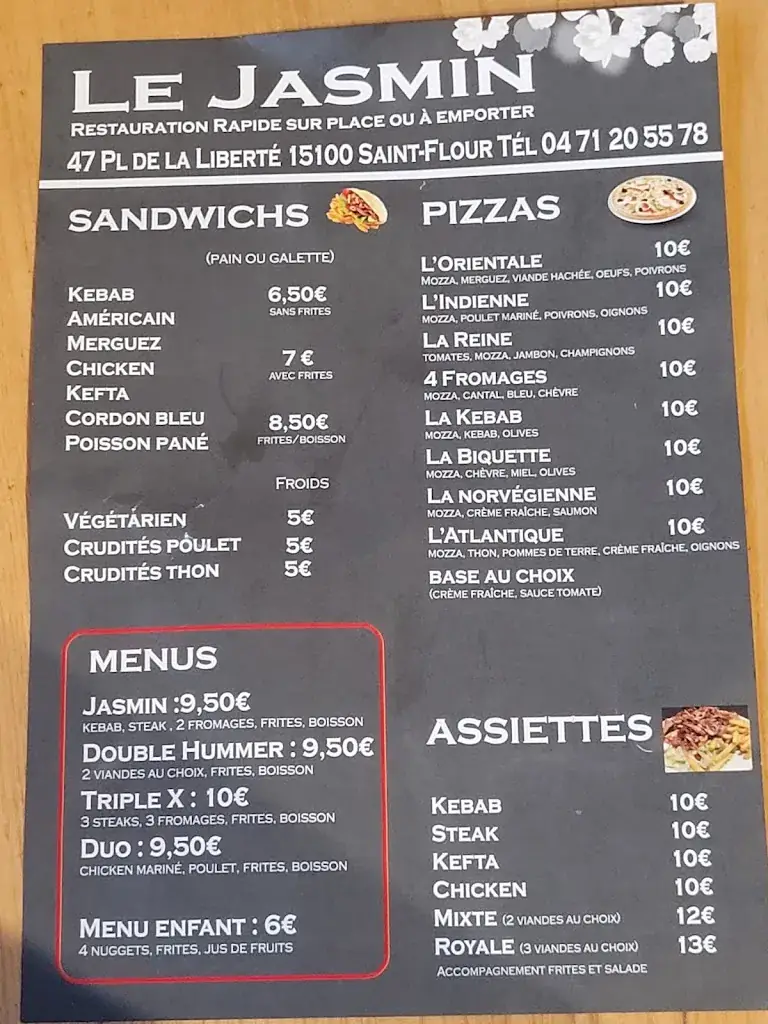 LE JASMIN
RESTAURATION RAPIDE SUR PLACE OU À EMPORTER
47 PL DE LA LIBERTÉ 15100 SAINT-FLOUR TÉL 04 71 20 55 78
SANDWICHS
(PAIN OU GALETTE)
KEBAB 6,50€
SANS FRITES
AMÉRICAIN
MERGUEZ
7 €
CHICKEN
AVEC FRITES
KEFTA
CORDON BLEU 8,50€
POISSON PANÉ FRITES/BOISSON
FROIDS
VÉGÉTARIEN 5€
CRUDITÉS POULET 5€
CRUDITÉS THON 5€
MENUS
JASMIN :9,50€
KEBAB, STEAK , 2 FROMAGES, FRITES, BOISSON
DOUBLE HUMMER : 9,50€
2 VIANDES AU CHOIX, FRITES, BOISSON
TRIPLE X : 10€
3 STEAKS, 3 FROMAGES, FRITES, BOISSON
DUO : 9,50€
CHICKEN MARINÉ, POULET, FRITES, BOISSON
MENU ENFANT : 6€
4 NUGGETS, FRITES, JUS DE FRUITS
PIZZAS
L'ORIENTALE 10€
MOZZA, MERGUEZ, VIANDE HACHÉE, OEUFS, POIVRONS
L'INDIENNE 10€
MOZZA, POULET MARINÉ, POIVRONS, OIGNONS
LA REINE 10€
TOMATES, MOZZA, JAMBON, CHAMPIGNONS
4 FROMAGES 10€
MOZZA, CANTAL, BLEU, CHÈVRE
LA KEBAB 10€
MOZZA, KEBAB, OLIVES
LA BIQUETTE 10€
MOZZA, CHÈVRE, MIEL, OLIVES
LA NORVÉGIENNE 10€
MOZZA, CRÈME FRAÎCHE, SAUMON
L'ATLANTIQUE 10€
MOZZA, THON, POMMES DE TERRE, CRÈME FRAÎCHE, OIGNONS
BASE AU CHOIX
(CRÈME FRAÎCHE, SAUCE TOMATE)
ASSIETTES
KEBAB 10€
STEAK 10€
KEFTA 10€
CHICKEN 10€
MIXTE (2 VIANDES AU CHOIX) 12€
ROYALE (3 VIANDES AU CHOIX) 13€
ACCOMPAGNEMENT FRITES ET SALADE